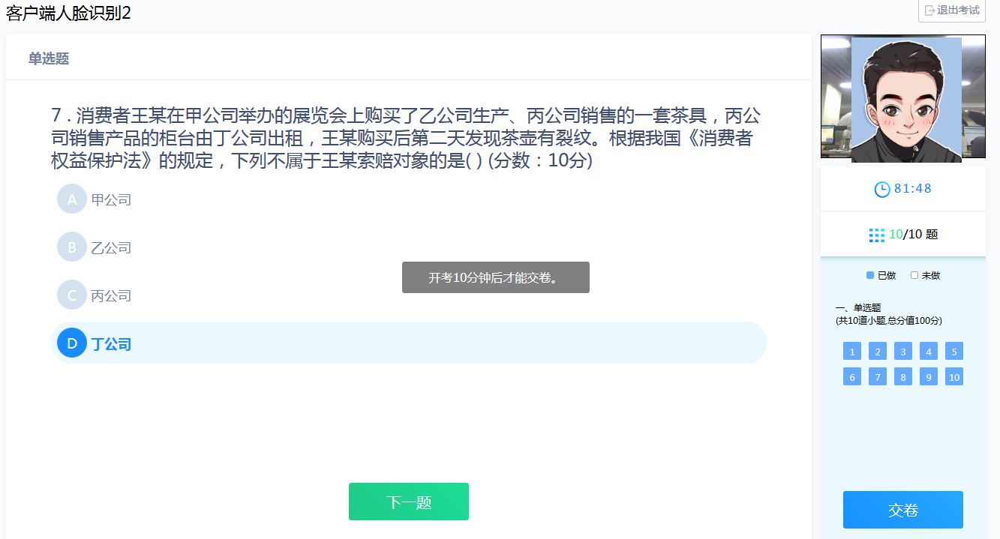 客户端人脸识别2
退出考试
单选题
7 . 消费者王某在甲公司举办的展览会上购买了乙公司生产、丙公司销售的一套茶具，丙公
司销售产品的柜台由丁公司出租，王某购买后第二天发现茶壶有裂纹。根据我国《消费者
权益保护法》的规定，下列不属于王某索赔对象的是( ) (分数：10分)
A 甲公司
B 乙公司
C 丙公司
D 丁公司
开考10分钟后才能交卷。
下一题
81:48
10/10 题
已做 未做
一、单选题
(共10道小题,总分值100分)
1 2 3 4 5
6 7 8 9 10
交卷